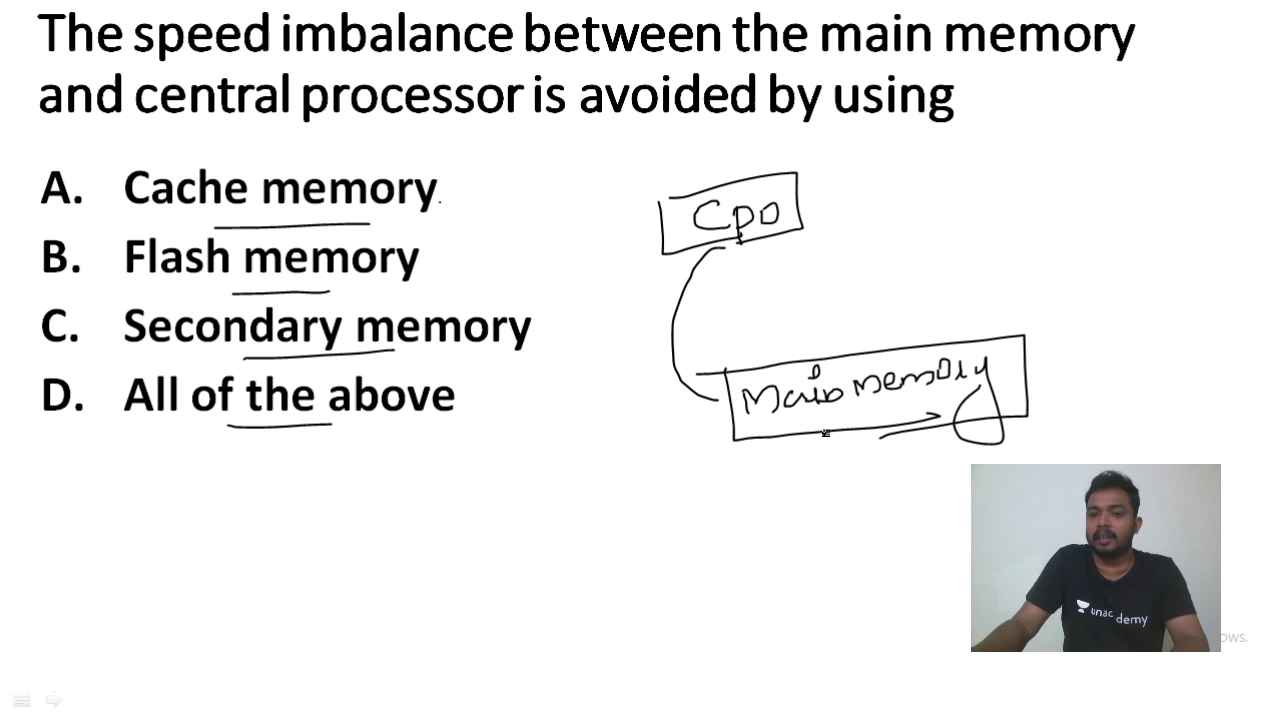 The speed imbalance between the main memory
and central processor is avoided by using
A. Cache memory.
B. Flash memory
C. Secondary memory
D. All of the above
CPU
Main memory
unacademy
ows.